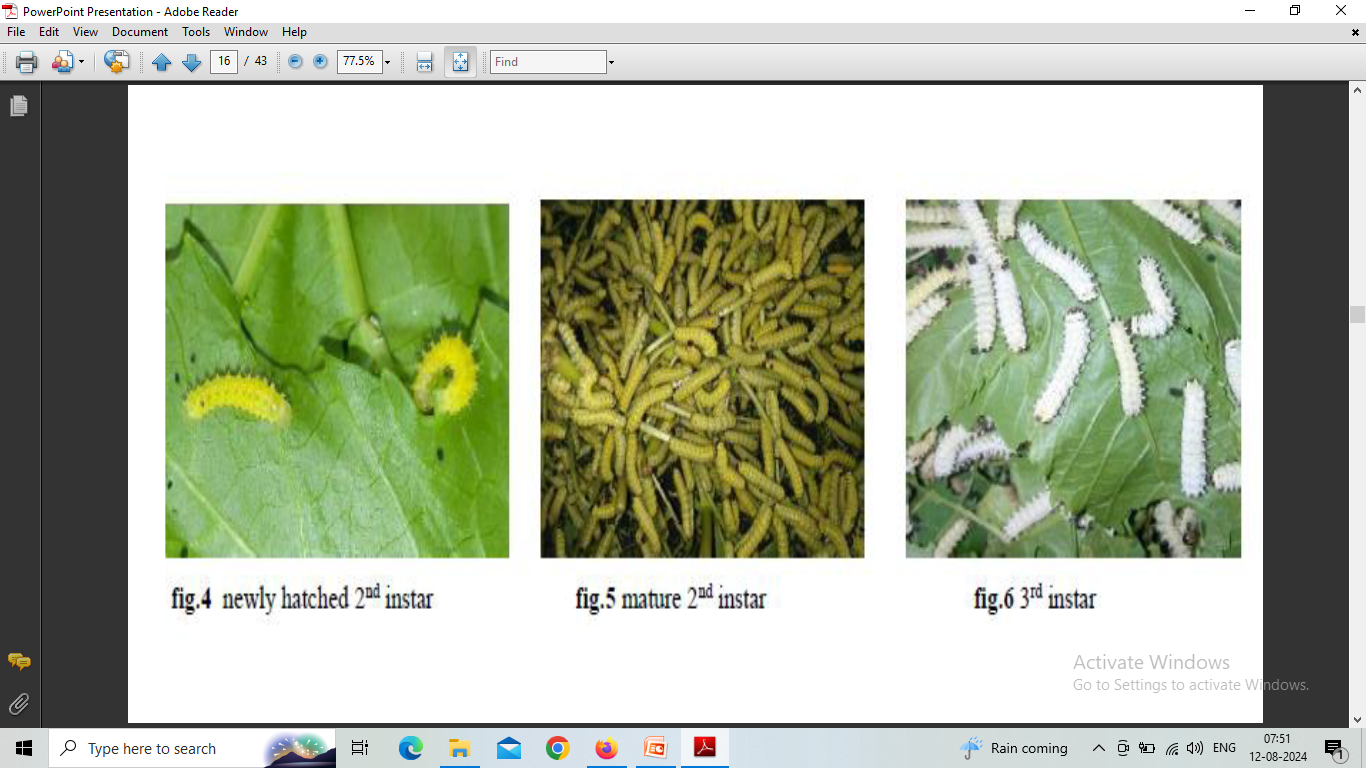 PowerPoint Presentation - Adobe Reader
File Edit View Document Tools Window Help
16 / 43 77.5% Find
fig.4 newly hatched 2nd instar
fig.5 mature 2nd instar
fig.6 3rd instar
Activate Windows
Go to Settings to activate Windows.
Type here to search
Rain coming
ENG
07:51
12-08-2024
1